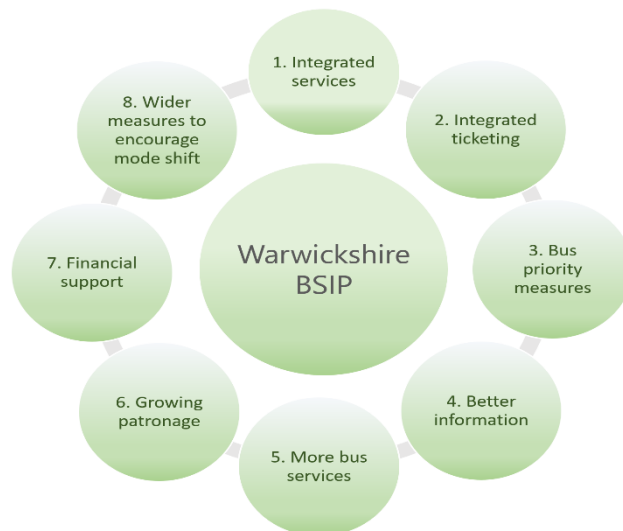 1. Integrated
services
2. Integrated
ticketing
3. Bus
priority
measures
4. Better
information
5. More bus
services
6. Growing
patronage
7. Financial
support
8. Wider
measures to
encourage
mode shift
Warwickshire
BSIP